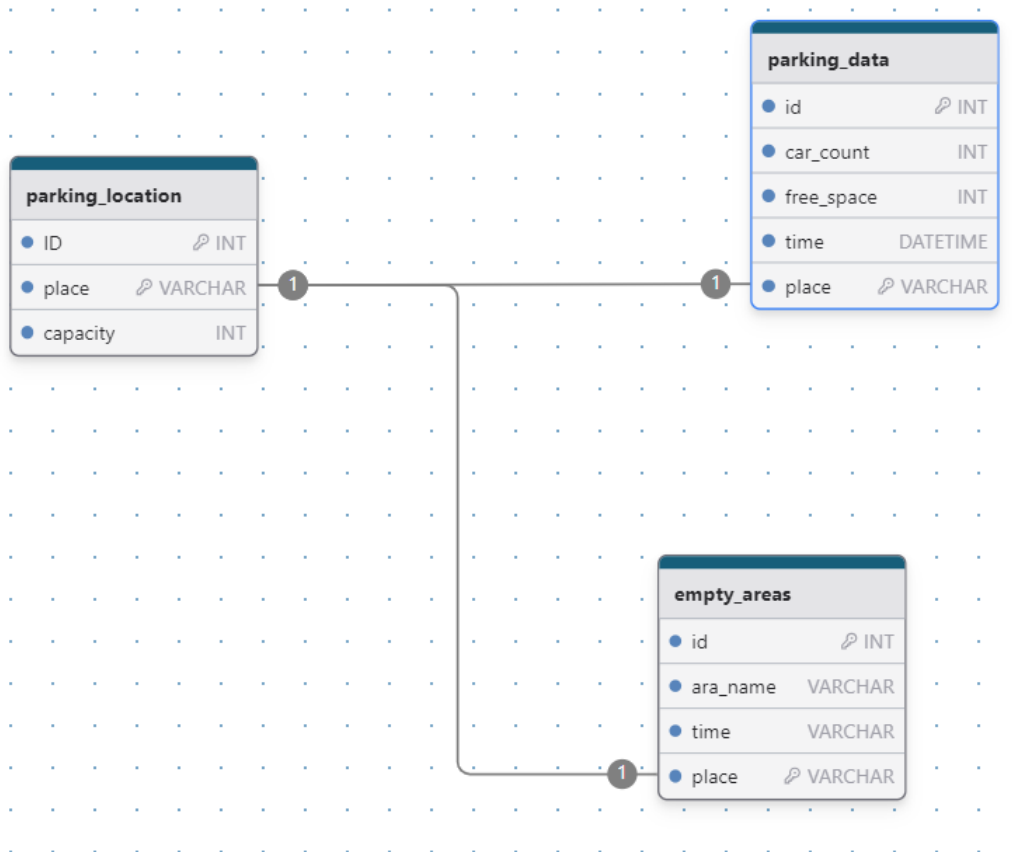 parking_data
id INT
car_count INT
free_space INT
time DATETIME
place VARCHAR
parking_location
ID INT
place VARCHAR
capacity INT
1
1
empty_areas
id INT
ara_name VARCHAR
time VARCHAR
place VARCHAR
1